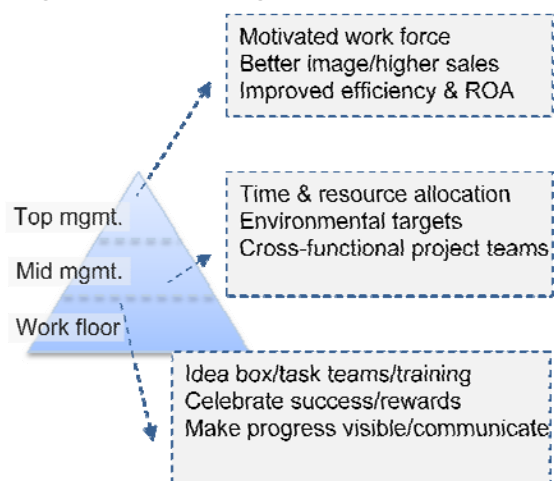 Motivated work force
Better image/higher sales
Improved efficiency & ROA
Top mgmt.
Time & resource allocation
Environmental targets
Cross-functional project teams
Mid mgmt.
Work floor
Idea box/task teams/training
Celebrate success/rewards
Make progress visible/communicate